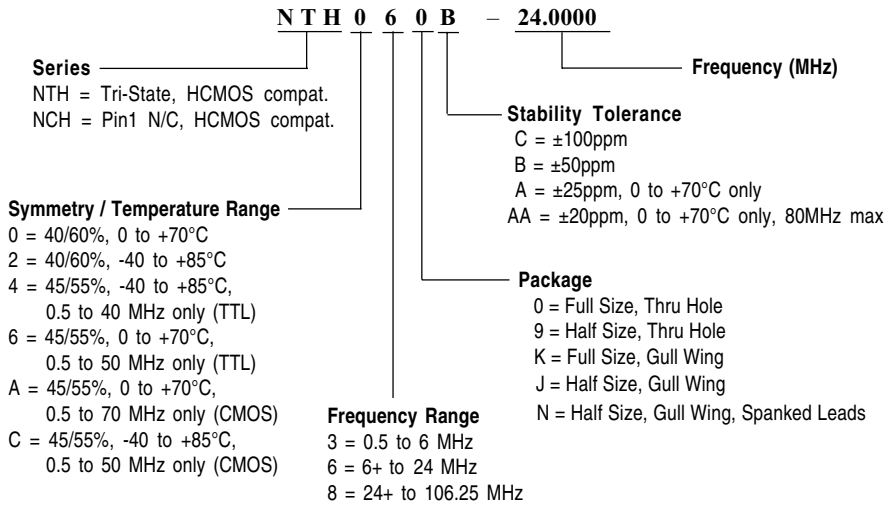 N T H 0 6 0 B – 24.0000
Series
NTH = Tri-State, HCMOS compat.
NCH = Pin1 N/C, HCMOS compat.
Frequency (MHz)
Stability Tolerance
C = ±100ppm
B = ±50ppm
A = ±25ppm, 0 to +70°C only
AA = ±20ppm, 0 to +70°C only, 80MHz max
Symmetry / Temperature Range
0 = 40/60%, 0 to +70°C
2 = 40/60%, -40 to +85°C
4 = 45/55%, -40 to +85°C,
0.5 to 40 MHz only (TTL)
6 = 45/55%, 0 to +70°C,
0.5 to 50 MHz only (TTL)
A = 45/55%, 0 to +70°C,
0.5 to 70 MHz only (CMOS)
C = 45/55%, -40 to +85°C,
0.5 to 50 MHz only (CMOS)
Package
0 = Full Size, Thru Hole
9 = Half Size, Thru Hole
K = Full Size, Gull Wing
J = Half Size, Gull Wing
N = Half Size, Gull Wing, Spanked Leads
Frequency Range
3 = 0.5 to 6 MHz
6 = 6+ to 24 MHz
8 = 24+ to 106.25 MHz